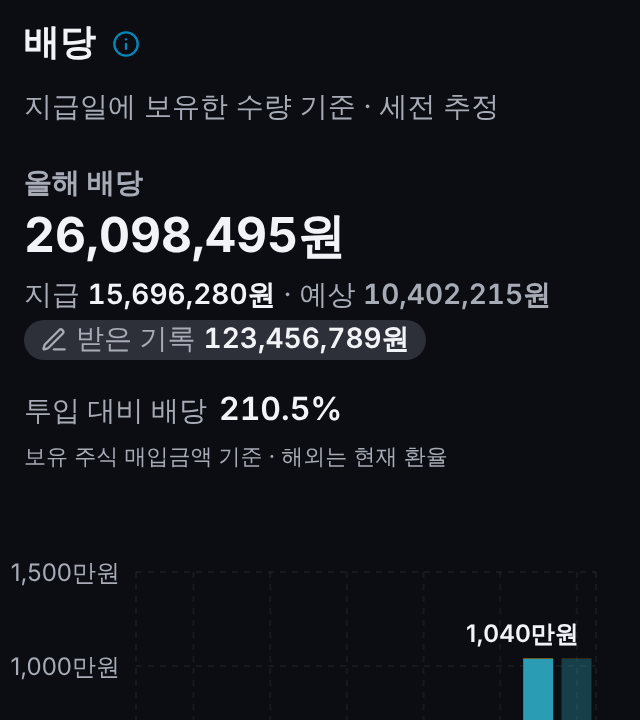 배당
지급일에 보유한 수량 기준 · 세전 추정
올해 배당
26,098,495원
지급 15,696,280원 · 예상 10,402,215원
받은 기록 123,456,789원
투입 대비 배당 210.5%
보유 주식 매입금액 기준 · 해외는 현재 환율
1,500만원
1,040만원
1,000만원